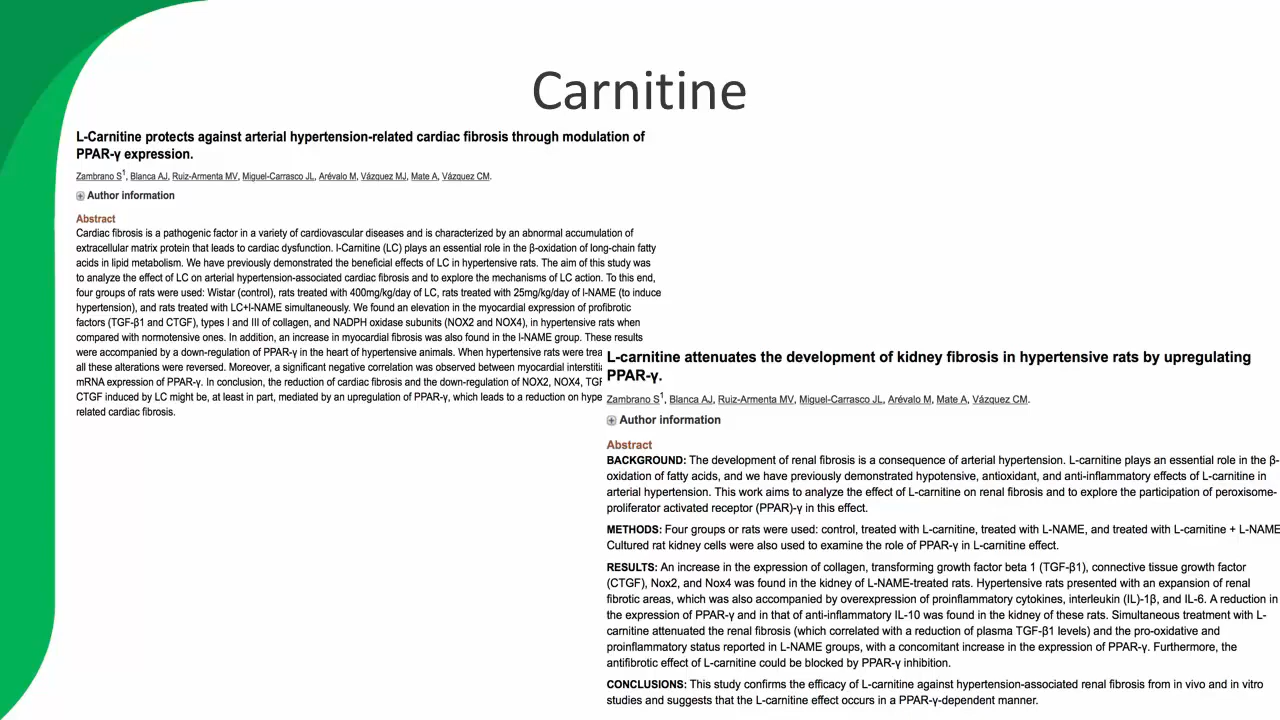 Carnitine
L-Carnitine protects against arterial hypertension-related cardiac fibrosis through modulation of
PPAR-γ expression.
Zambrano S1, Blanca AJ, Ruiz-Armenta MV, Miguel-Carrasco JL, Arévalo M, Vázquez MJ, Mate A, Vázquez CM.
Author information
Abstract
Cardiac fibrosis is a pathogenic factor in a variety of cardiovascular diseases and is characterized by an abnormal accumulation of
extracellular matrix protein that leads to cardiac dysfunction. l-Carnitine (LC) plays an essential role in the β-oxidation of long-chain fatty
acids in lipid metabolism. We have previously demonstrated the beneficial effects of LC in hypertensive rats. The aim of this study was
to analyze the effect of LC on arterial hypertension-associated cardiac fibrosis and to explore the mechanisms of LC action. To this end,
four groups of rats were used: Wistar (control), rats treated with 400mg/kg/day of LC, rats treated with 25mg/kg/day of l-NAME (to induce
hypertension), and rats treated with LC+l-NAME simultaneously. We found an elevation in the myocardial expression of profibrotic
factors (TGF-β1 and CTGF), types I and III of collagen, and NADPH oxidase subunits (NOX2 and NOX4), in hypertensive rats when
compared with normotensive ones. In addition, an increase in myocardial fibrosis was also found in the l-NAME group. These results
were accompanied by a down-regulation of PPAR-γ in the heart of hypertensive animals. When hypertensive rats were trea
all these alterations were reversed. Moreover, a significant negative correlation was observed between myocardial interstiti
mRNA expression of PPAR-γ. In conclusion, the reduction of cardiac fibrosis and the down-regulation of NOX2, NOX4, TGF
CTGF induced by LC might be, at least in part, mediated by an upregulation of PPAR-γ, which leads to a reduction on hype
related cardiac fibrosis.
L-carnitine attenuates the development of kidney fibrosis in hypertensive rats by upregulating
PPAR-γ.
Zambrano S1, Blanca AJ, Ruiz-Armenta MV, Miguel-Carrasco JL, Arévalo M, Mate A, Vázquez CM.
Author information
Abstract
BACKGROUND: The development of renal fibrosis is a consequence of arterial hypertension. L-carnitine plays an essential role in the β-
oxidation of fatty acids, and we have previously demonstrated hypotensive, antioxidant, and anti-inflammatory effects of L-carnitine in
arterial hypertension. This work aims to analyze the effect of L-carnitine on renal fibrosis and to explore the participation of peroxisome-
proliferator activated receptor (PPAR)-γ in this effect.
METHODS: Four groups or rats were used: control, treated with L-carnitine, treated with L-NAME, and treated with L-carnitine + L-NAME
Cultured rat kidney cells were also used to examine the role of PPAR-γ in L-carnitine effect.
RESULTS: An increase in the expression of collagen, transforming growth factor beta 1 (TGF-β1), connective tissue growth factor
(CTGF), Nox2, and Nox4 was found in the kidney of L-NAME-treated rats. Hypertensive rats presented with an expansion of renal
fibrotic areas, which was also accompanied by overexpression of proinflammatory cytokines, interleukin (IL)-1β, and IL-6. A reduction in
the expression of PPAR-γ and in that of anti-inflammatory IL-10 was found in the kidney of these rats. Simultaneous treatment with L-
carnitine attenuated the renal fibrosis (which correlated with a reduction of plasma TGF-β1 levels) and the pro-oxidative and
proinflammatory status reported in L-NAME groups, with a concomitant increase in the expression of PPAR-γ. Furthermore, the
antifibrotic effect of L-carnitine could be blocked by PPAR-γ inhibition.
CONCLUSIONS: This study confirms the efficacy of L-carnitine against hypertension-associated renal fibrosis from in vivo and in vitro
studies and suggests that the L-carnitine effect occurs in a PPAR-γ-dependent manner.